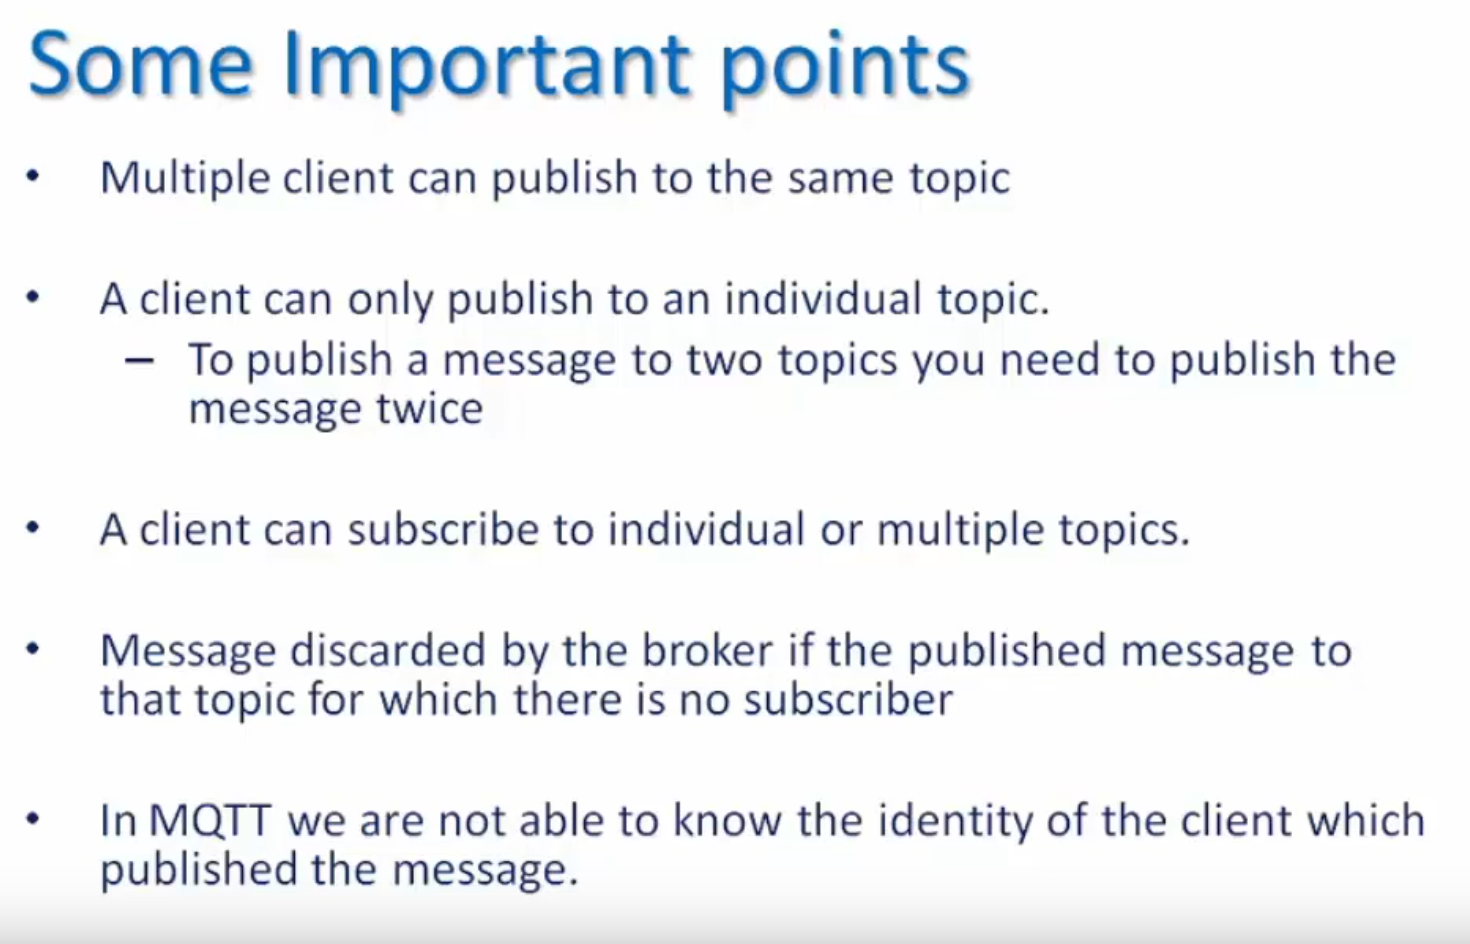 Some Important points
• Multiple client can publish to the same topic
• A client can only publish to an individual topic.
– To publish a message to two topics you need to publish the
message twice
• A client can subscribe to individual or multiple topics.
• Message discarded by the broker if the published message to
that topic for which there is no subscriber
• In MQTT we are not able to know the identity of the client which
published the message.